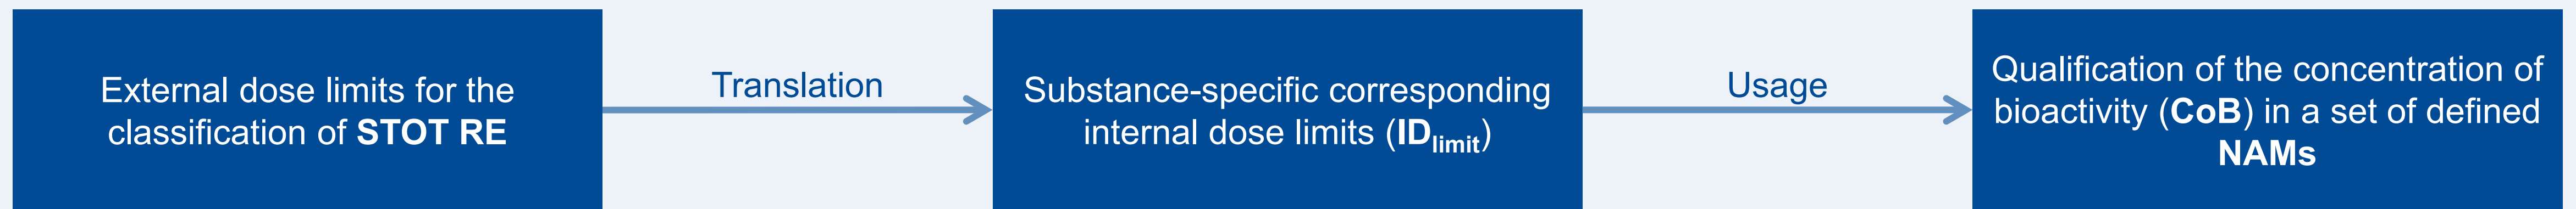 External dose limits for the
classification of STOT RE
Translation
Substance-specific corresponding
internal dose limits (IDlimit)
Usage
Qualification of the concentration of
bioactivity (CoB) in a set of defined
NAMs